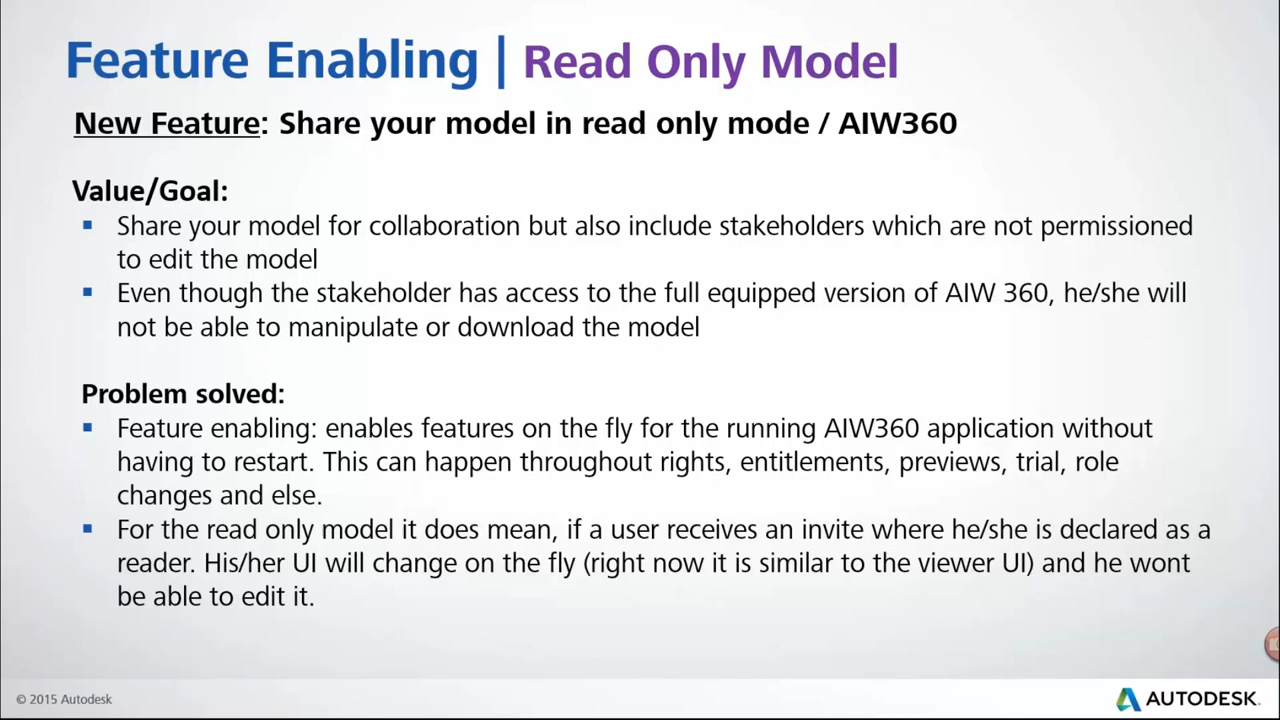 Feature Enabling | Read Only Model
New Feature: Share your model in read only mode / AIW360
Value/Goal:
▪ Share your model for collaboration but also include stakeholders which are not permissioned
to edit the model
▪ Even though the stakeholder has access to the full equipped version of AIW 360, he/she will
not be able to manipulate or download the model
Problem solved:
▪ Feature enabling: enables features on the fly for the running AIW360 application without
having to restart. This can happen throughout rights, entitlements, previews, trial, role
changes and else.
▪ For the read only model it does mean, if a user receives an invite where he/she is declared as a
reader. His/her UI will change on the fly (right now it is similar to the viewer UI) and he wont
be able to edit it.
© 2015 Autodesk
AUTODESK.